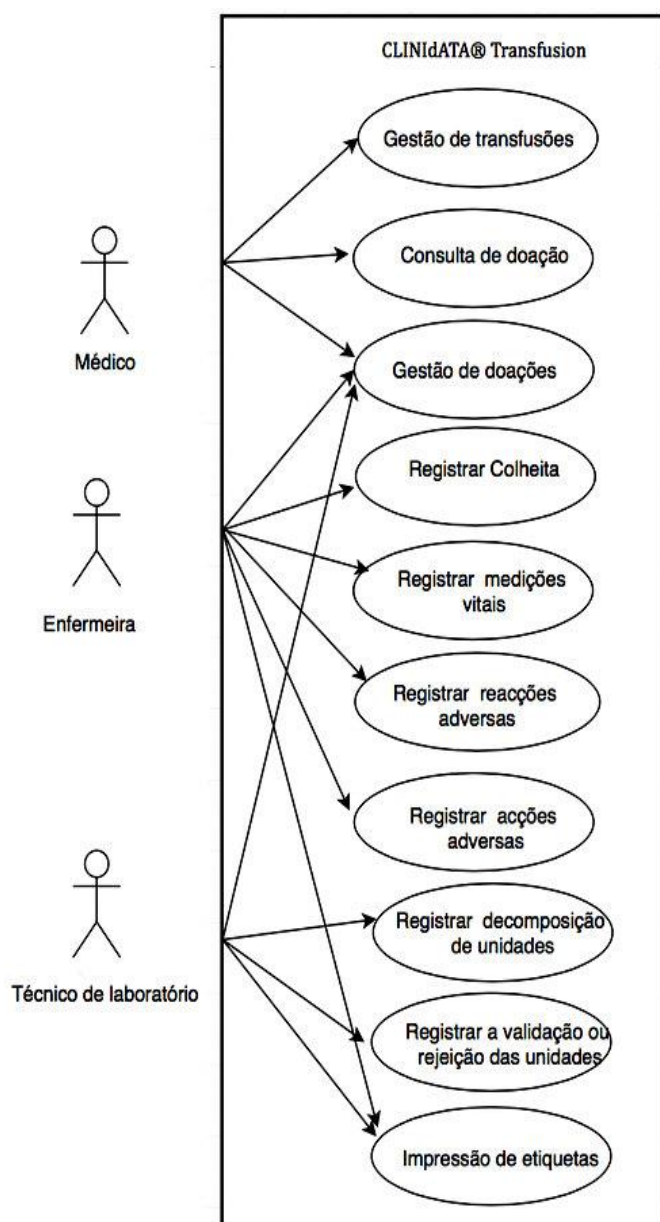 CLINIdATA® Transfusion
Gestão de transfusões
Consulta de doação
Médico
Gestão de doações
Registrar Colheita
Enfermeira
Registrar medições
vitais
Registrar reacções
adversas
Registrar acções
adversas
Técnico de laboratório
Registrar decomposição
de unidades
Registrar a validação ou
rejeição das unidades
Impressão de etiquetas